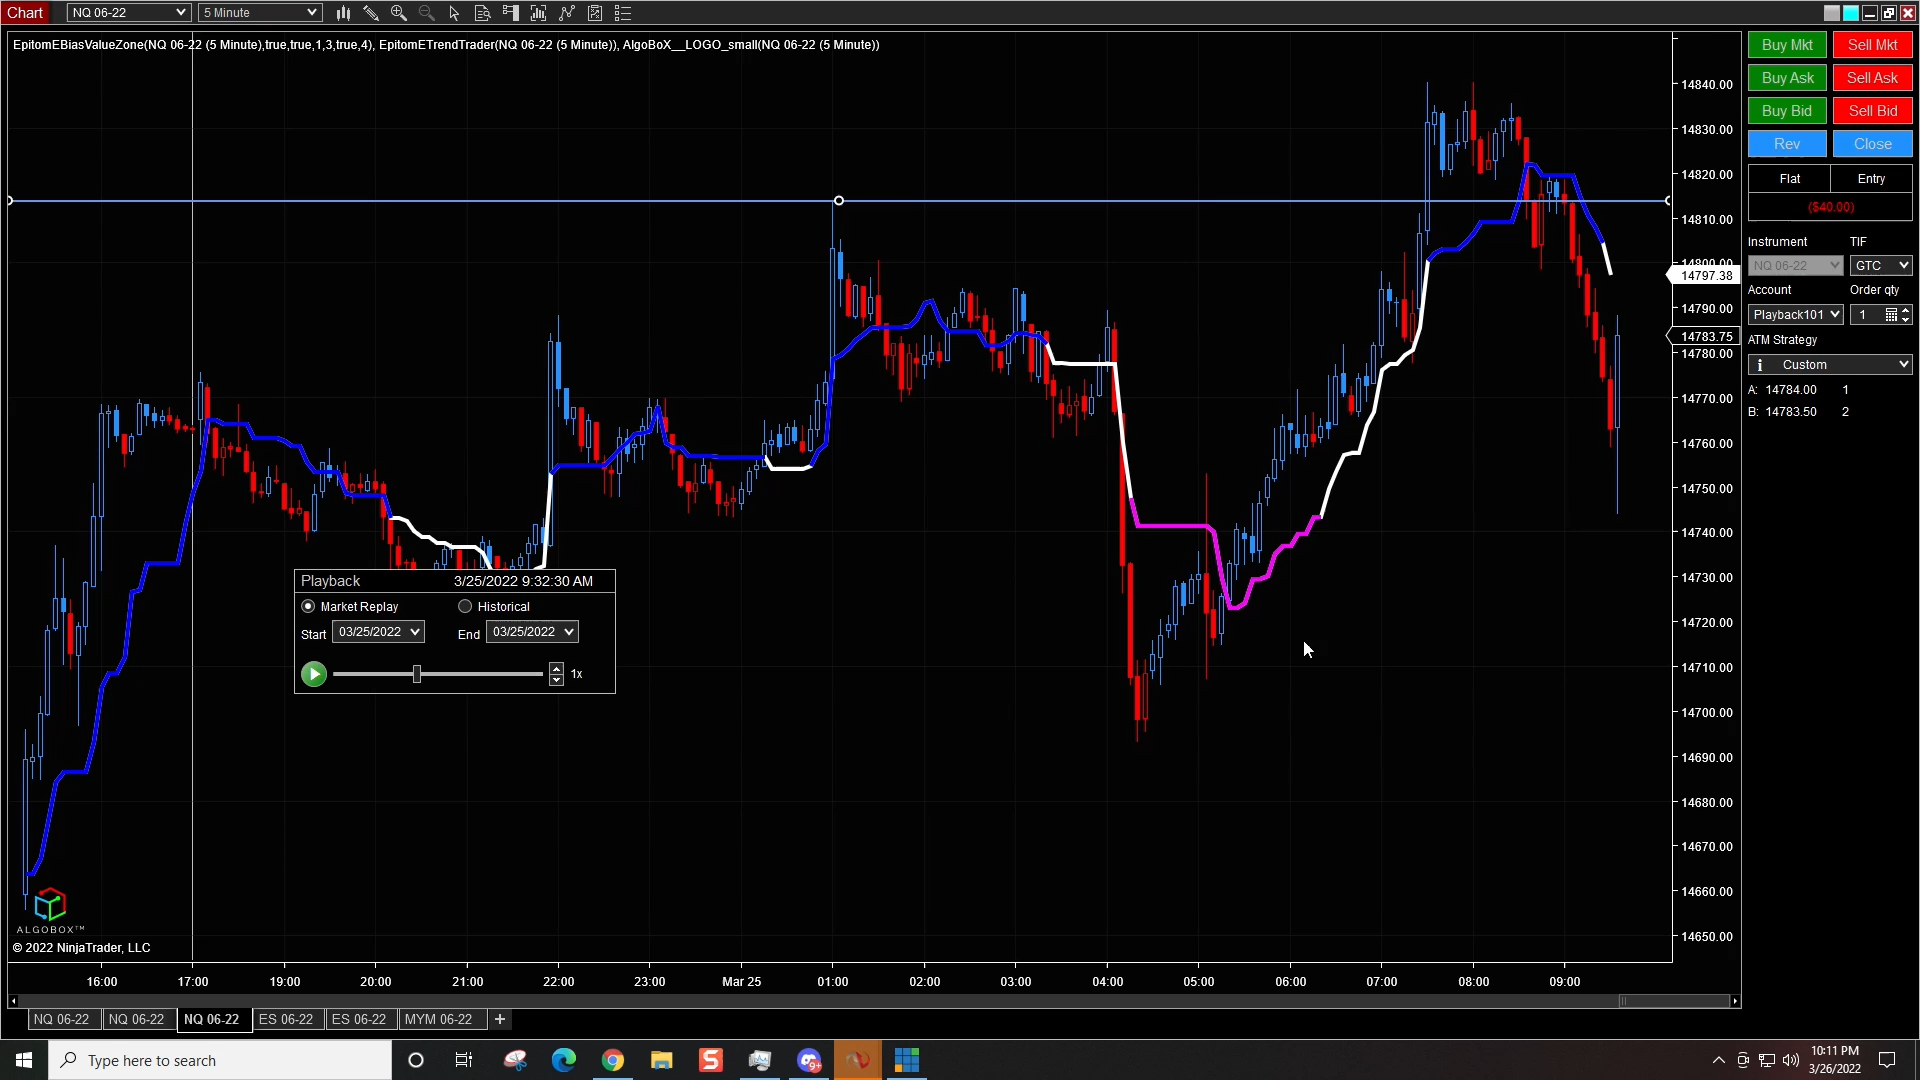 Chart NQ 06-22 5 Minute
EpitomEBiasValueZone(NQ 06-22 (5 Minute),true,true,1,3,true,4), EpitomETrendTrader(NQ 06-22 (5 Minute)), AlgoBoX__LOGO_small(NQ 06-22 (5 Minute))
14840.00
14830.00
14820.00
14810.00
14800.00
14797.38
14790.00
14783.75
14780.00
14770.00
14760.00
14750.00
14740.00
14730.00
14720.00
14710.00
14700.00
14690.00
14680.00
14670.00
14660.00
14650.00
Buy Mkt Sell Mkt
Buy Ask Sell Ask
Buy Bid Sell Bid
Rev Close
Flat Entry
($40.00)
Instrument TIF
NQ 06-22 GTC
Account Order qty
Playback101 1
ATM Strategy
i Custom
A: 14784.00 1
B: 14783.50 2
Playback 3/25/2022 9:32:30 AM
Market Replay Historical
Start 03/25/2022 End 03/25/2022
1x
ALGOBOX™
© 2022 NinjaTrader, LLC
16:00 17:00 19:00 20:00 21:00 22:00 23:00 Mar 25 01:00 02:00 03:00 04:00 05:00 06:00 07:00 08:00 09:00
NQ 06-22 NQ 06-22 NQ 06-22 ES 06-22 ES 06-22 MYM 06-22 +
Type here to search
S
9+
10:11 PM
3/26/2022